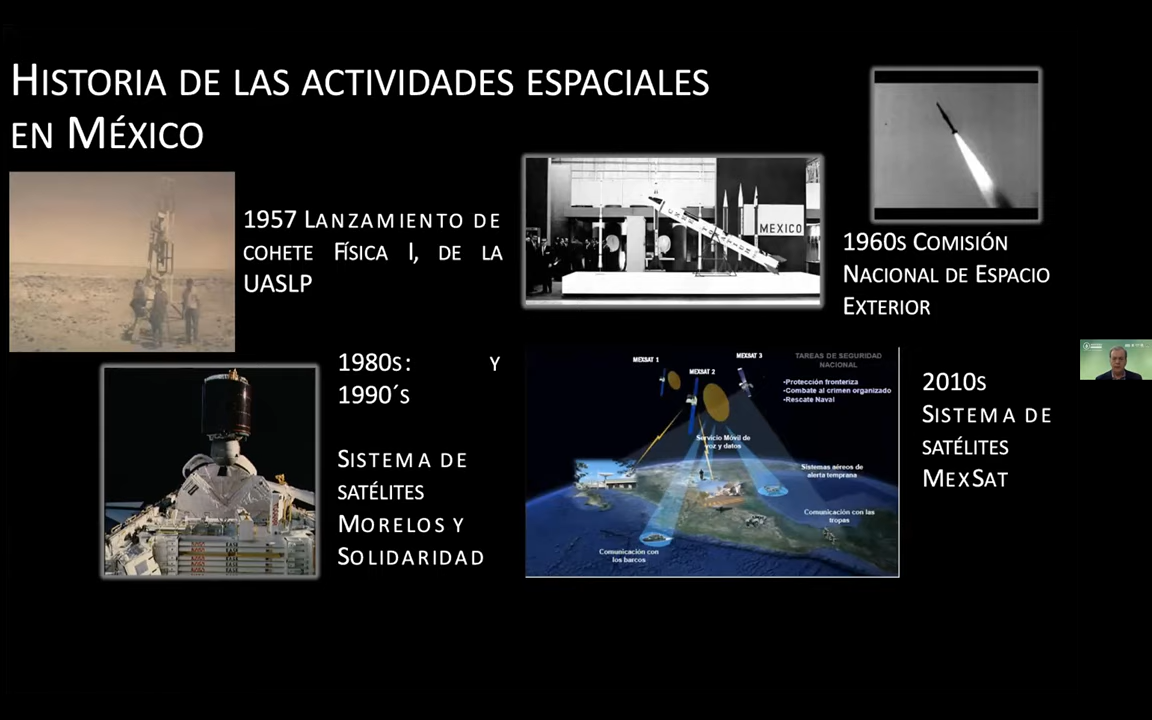 HISTORIA DE LAS ACTIVIDADES ESPACIALES
EN MÉXICO
1957 LANZAMIENTO DE
COHETE FÍSICA I, DE LA
UASLP
MEXICO
1960S COMISIÓN
NACIONAL DE ESPACIO
EXTERIOR
1980S: Y
1990´S
SISTEMA DE
SATÉLITES
MORELOS Y
SOLIDARIDAD
MEXSAT 1
MEXSAT 2
MEXSAT 3
TAREAS DE SEGURIDAD
NACIONAL
•Protección fronteriza
•Combate al crimen organizado
•Rescate Naval
Servicio Móvil de
voz y datos
Sistemas aéreos de
alerta temprana
Comunicación con las
tropas
Comunicación con
los barcos
2010S
SISTEMA DE
SATÉLITES
MEXSAT